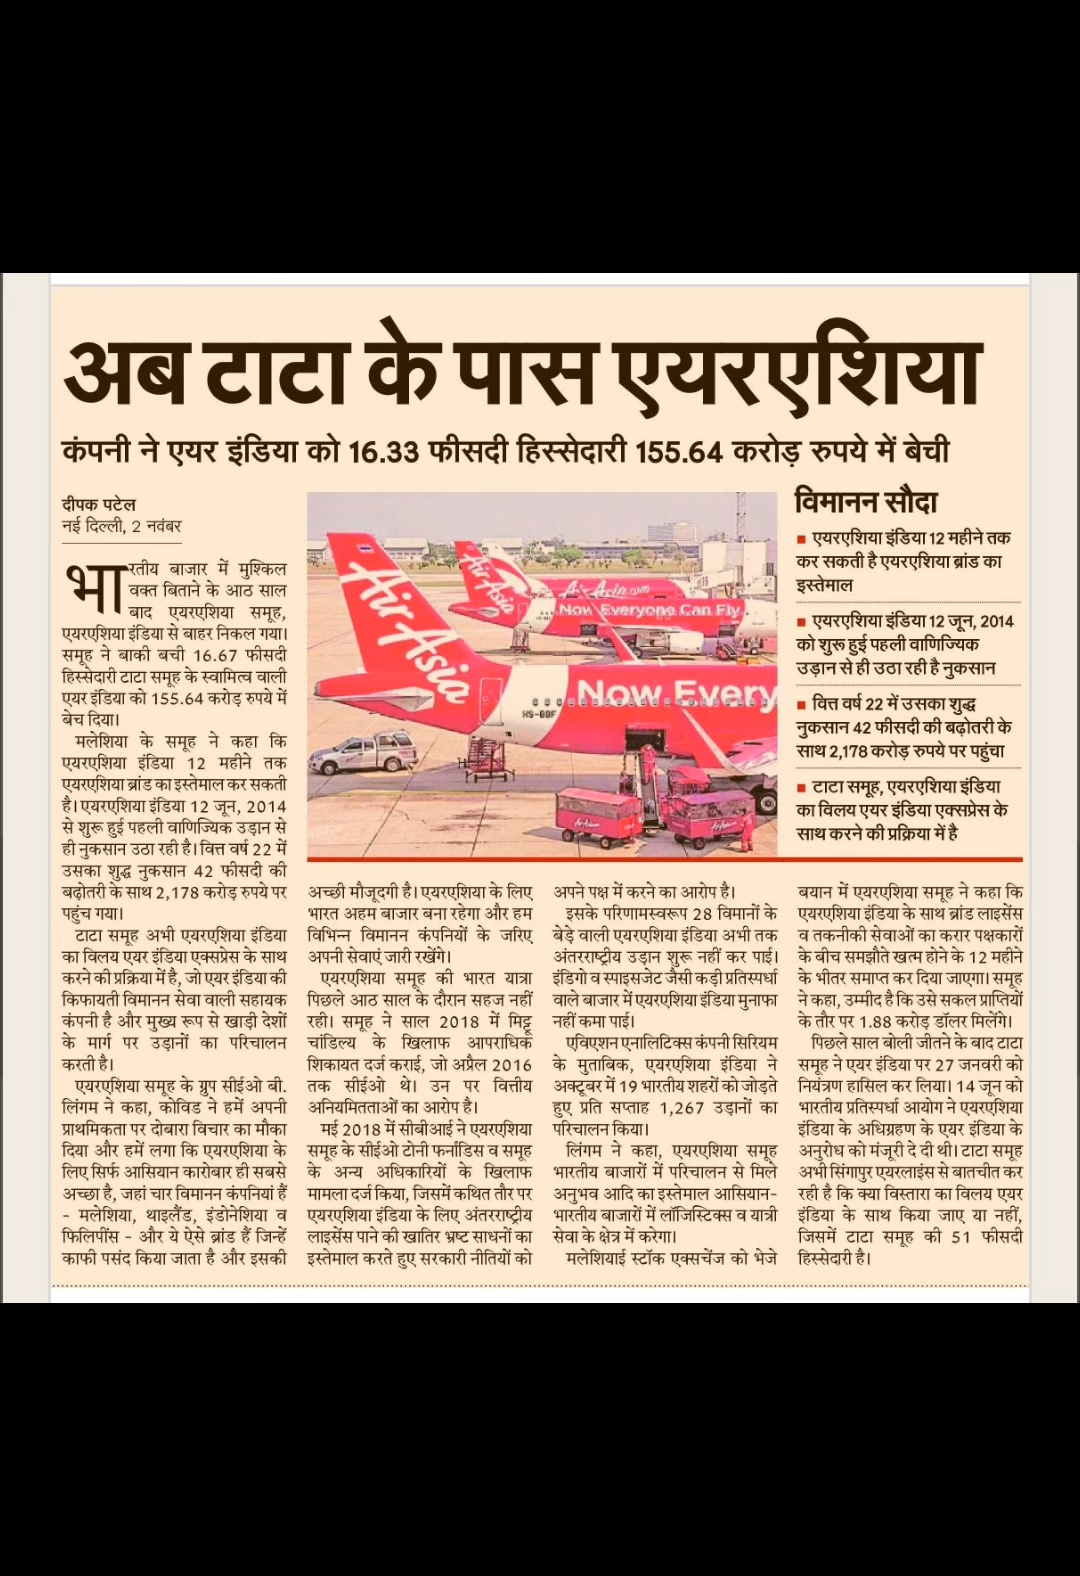 अब टाटा के पास एयरएशिया
कंपनी ने एयर इंडिया को 16.33 फीसदी हिस्सेदारी 155.64 करोड़ रुपये में बेची
दीपक पटेल
नई दिल्ली, 2 नवंबर
भारतीय बाजार में मुश्किल
वक्त बिताने के आठ साल
बाद एयरएशिया समूह,
एयरएशिया इंडिया से बाहर निकल गया।
समूह ने बाकी बची 16.67 फीसदी
हिस्सेदारी टाटा समूह के स्वामित्व वाली
एयर इंडिया को 155.64 करोड़ रुपये में
बेच दिया।
मलेशिया के समूह ने कहा कि
एयरएशिया इंडिया 12 महीने तक
एयरएशिया ब्रांड का इस्तेमाल कर सकती
है। एयरएशिया इंडिया 12 जून, 2014
से शुरू हुई पहली वाणिज्यिक उड़ान से
ही नुकसान उठा रही है। वित्त वर्ष 22 में
उसका शुद्ध नुकसान 42 फीसदी की
बढ़ोतरी के साथ 2,178 करोड़ रुपये पर
पहुंच गया।
टाटा समूह अभी एयरएशिया इंडिया
का विलय एयर इंडिया एक्सप्रेस के साथ
करने की प्रक्रिया में है, जो एयर इंडिया की
किफायती विमानन सेवा वाली सहायक
कंपनी है और मुख्य रूप से खाड़ी देशों
के मार्ग पर उड़ानों का परिचालन
करती है।
एयरएशिया समूह के ग्रुप सीईओ बी.
लिंगम ने कहा, कोविड ने हमें अपनी
प्राथमिकता पर दोबारा विचार का मौका
दिया और हमें लगा कि एयरएशिया के
लिए सिर्फ आसियान कारोबार ही सबसे
अच्छा है, जहां चार विमानन कंपनियां हैं
- मलेशिया, थाइलैंड, इंडोनेशिया व
फिलिपींस - और ये ऐसे ब्रांड हैं जिन्हें
काफी पसंद किया जाता है और इसकी
Air Asia
Air Asia
AirAsia.com
Now Everyone Can Fly
Now Every
HS-BBF
AirAsia
AirAsia
अच्छी मौजूदगी है। एयरएशिया के लिए
भारत अहम बाजार बना रहेगा और हम
विभिन्न विमानन कंपनियों के जरिए
अपनी सेवाएं जारी रखेंगे।
एयरएशिया समूह की भारत यात्रा
पिछले आठ साल के दौरान सहज नहीं
रही। समूह ने साल 2018 में मिट्टू
चांडिल्य के खिलाफ आपराधिक
शिकायत दर्ज कराई, जो अप्रैल 2016
तक सीईओ थे। उन पर वित्तीय
अनियमितताओं का आरोप है।
मई 2018 में सीबीआई ने एयरएशिया
समूह के सीईओ टोनी फर्नांडिस व समूह
के अन्य अधिकारियों के खिलाफ
मामला दर्ज किया, जिसमें कथित तौर पर
एयरएशिया इंडिया के लिए अंतरराष्ट्रीय
लाइसेंस पाने की खातिर भ्रष्ट साधनों का
इस्तेमाल करते हुए सरकारी नीतियों को
अपने पक्ष में करने का आरोप है।
इसके परिणामस्वरूप 28 विमानों के
बेड़े वाली एयरएशिया इंडिया अभी तक
अंतरराष्ट्रीय उड़ान शुरू नहीं कर पाई।
इंडिगो व स्पाइसजेट जैसी कड़ी प्रतिस्पर्धा
वाले बाजार में एयरएशिया इंडिया मुनाफा
नहीं कमा पाई।
एविएशन एनालिटिक्स कंपनी सिरियम
के मुताबिक, एयरएशिया इंडिया ने
अक्टूबर में 19 भारतीय शहरों को जोड़ते
हुए प्रति सप्ताह 1,267 उड़ानों का
परिचालन किया।
लिंगम ने कहा, एयरएशिया समूह
भारतीय बाजारों में परिचालन से मिले
अनुभव आदि का इस्तेमाल आसियान-
भारतीय बाजारों में लॉजिस्टिक्स व यात्री
सेवा के क्षेत्र में करेगा।
मलेशियाई स्टॉक एक्सचेंज को भेजे
विमानन सौदा
■ एयरएशिया इंडिया 12 महीने तक
कर सकती है एयरएशिया ब्रांड का
इस्तेमाल
■ एयरएशिया इंडिया 12 जून, 2014
को शुरू हुई पहली वाणिज्यिक
उड़ान से ही उठा रही है नुकसान
■ वित्त वर्ष 22 में उसका शुद्ध
नुकसान 42 फीसदी की बढ़ोतरी के
साथ 2,178 करोड़ रुपये पर पहुंचा
■ टाटा समूह, एयरएशिया इंडिया
का विलय एयर इंडिया एक्सप्रेस के
साथ करने की प्रक्रिया में है
बयान में एयरएशिया समूह ने कहा कि
एयरएशिया इंडिया के साथ ब्रांड लाइसेंस
व तकनीकी सेवाओं का करार पक्षकारों
के बीच समझौते खत्म होने के 12 महीने
के भीतर समाप्त कर दिया जाएगा। समूह
ने कहा, उम्मीद है कि उसे सकल प्राप्तियों
के तौर पर 1.88 करोड़ डॉलर मिलेंगे।
पिछले साल बोली जीतने के बाद टाटा
समूह ने एयर इंडिया पर 27 जनवरी को
नियंत्रण हासिल कर लिया। 14 जून को
भारतीय प्रतिस्पर्धा आयोग ने एयरएशिया
इंडिया के अधिग्रहण के एयर इंडिया के
अनुरोध को मंजूरी दे दी थी। टाटा समूह
अभी सिंगापुर एयरलाइंस से बातचीत कर
रही है कि क्या विस्तारा का विलय एयर
इंडिया के साथ किया जाए या नहीं,
जिसमें टाटा समूह की 51 फीसदी
हिस्सेदारी है।